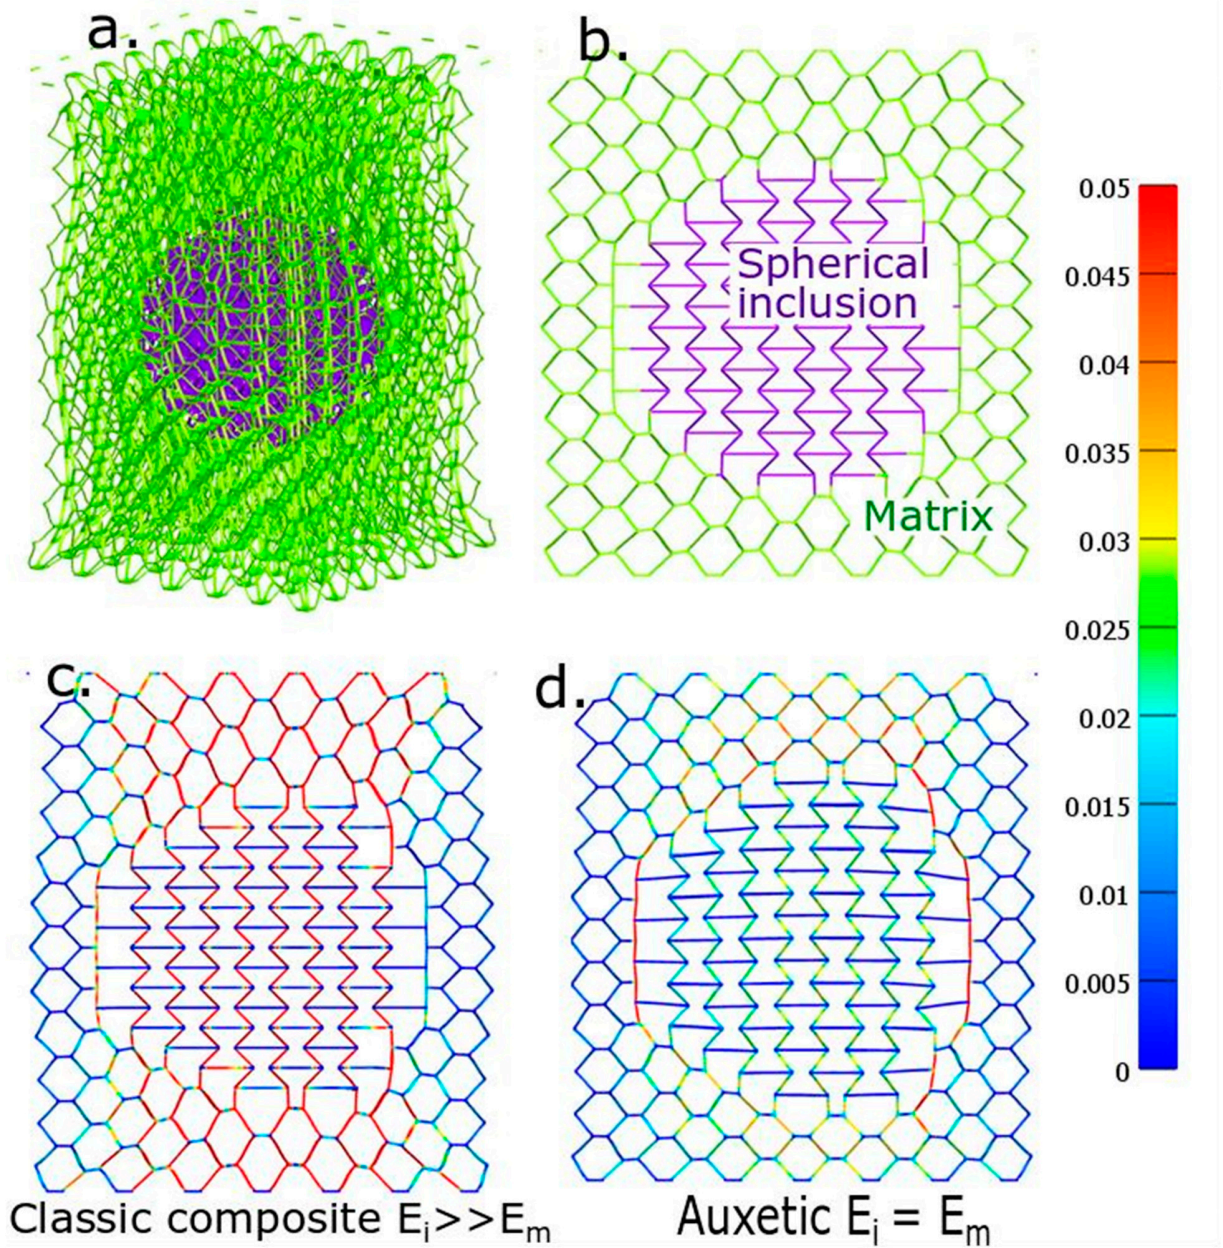 a.
b.
Spherical
inclusion
Matrix
0.05
0.045
0.04
0.035
0.03
0.025
0.02
0.015
0.01
0.005
0
c.
d.
Classic composite Eᵢ>>Eₘ
Auxetic Eᵢ = Eₘ